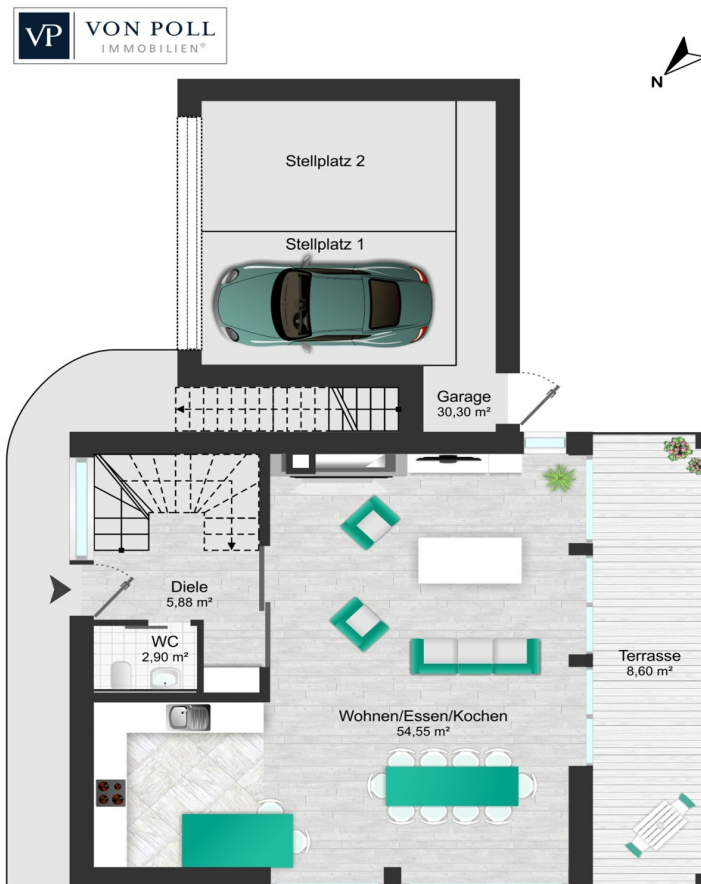 VP VON POLL
IMMOBILIEN®
N
Stellplatz 2
Stellplatz 1
Garage
30,30 m²
Diele
5,88 m²
WC
2,90 m²
Terrasse
8,60 m²
Wohnen/Essen/Kochen
54,55 m²